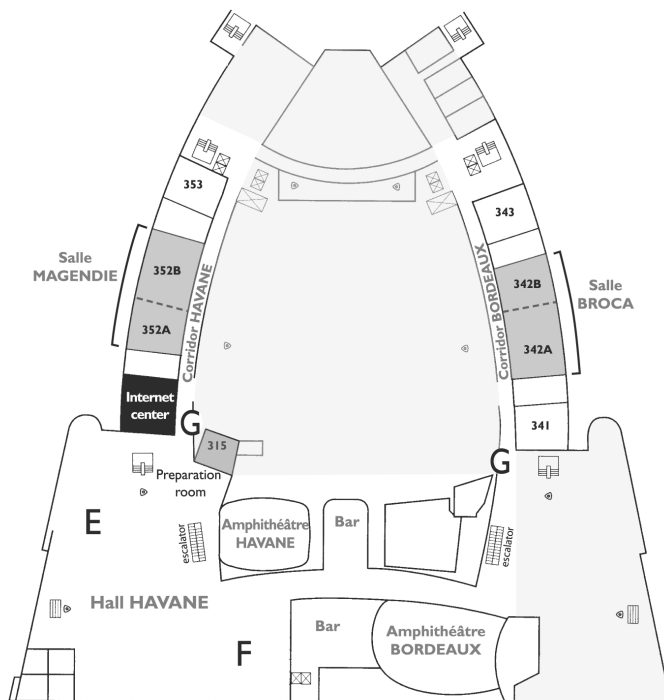 353
343
Salle
MAGENDIE
352B
Corridor HAVANE
Corridor BORDEAUX
342B
Salle
BROCA
352A
342A
Internet
center
G
341
315
G
Preparation
room
E
Amphithéâtre
HAVANE
Bar
escalator
escalator
Hall HAVANE
F
Bar
Amphithéâtre
BORDEAUX